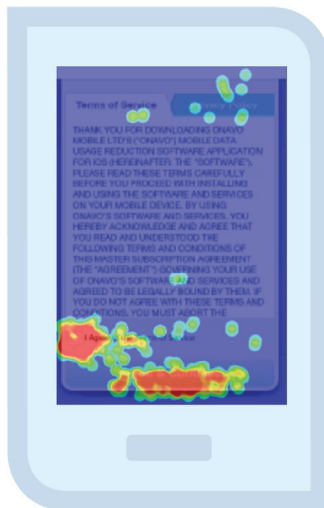 Terms of Service
Privacy Policy
THANK YOU FOR DOWNLOADING ONAVO
MOBILE LTD'S ("ONAVO") MOBILE DATA
USAGE REDUCTION SOFTWARE APPLICATION
FOR IOS (HEREINAFTER: THE "SOFTWARE").
PLEASE READ THESE TERMS CAREFULLY
BEFORE YOU PROCEED WITH INSTALLING
AND USING THE SOFTWARE AND SERVICES
ON YOUR MOBILE DEVICE. BY USING
ONAVO'S SOFTWARE AND SERVICES, YOU
HEREBY ACKNOWLEDGE AND AGREE THAT
YOU READ AND UNDERSTOOD THE
FOLLOWING TERMS AND CONDITIONS OF
THIS MASTER SUBSCRIPTION AGREEMENT
(THE "AGREEMENT") GOVERNING YOUR USE
OF ONAVO'S SOFTWARE AND SERVICES AND
AGREED TO BE LEGALLY BOUND BY THEM. IF
YOU DO NOT AGREE WITH THESE TERMS AND
CONDITIONS, YOU MUST ABORT THE
I Agree Service